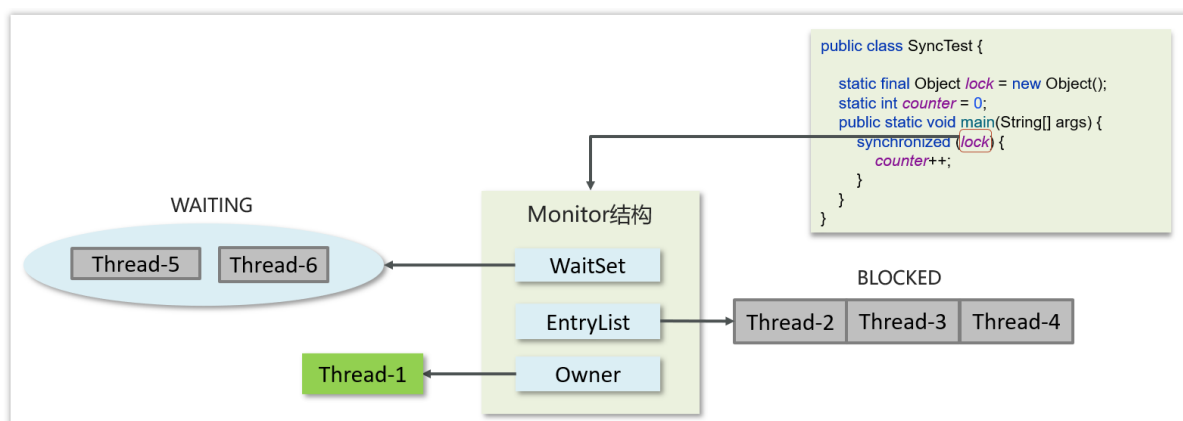 public class SyncTest {
static final Object lock = new Object();
static int counter = 0;
public static void main(String[] args) {
synchronized (lock) {
counter++;
}
}
}
WAITING
Thread-5
Thread-6
Monitor结构
WaitSet
EntryList
Owner
BLOCKED
Thread-2
Thread-3
Thread-4
Thread-1